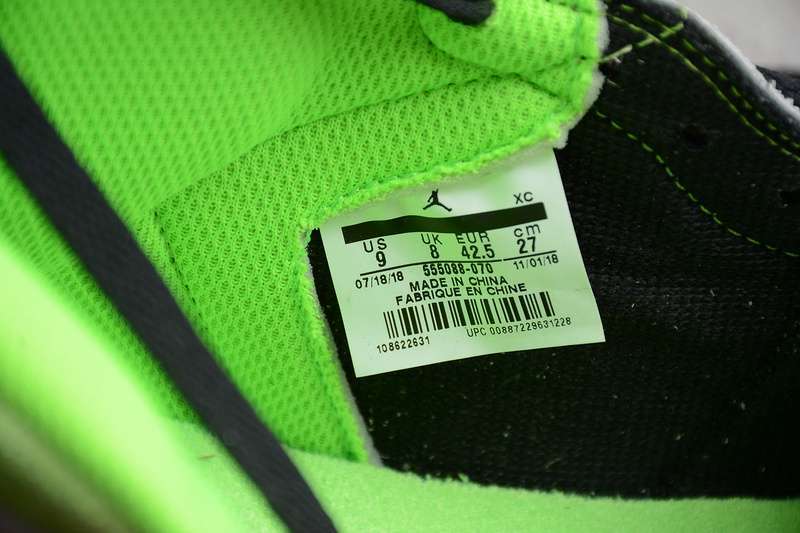 XC
US UK EUR cm
9 8 42.5 27
07/18/18 555088-070 11/01/18
MADE IN CHINA
FABRIQUE EN CHINE
108622631 UPC 00887229631228